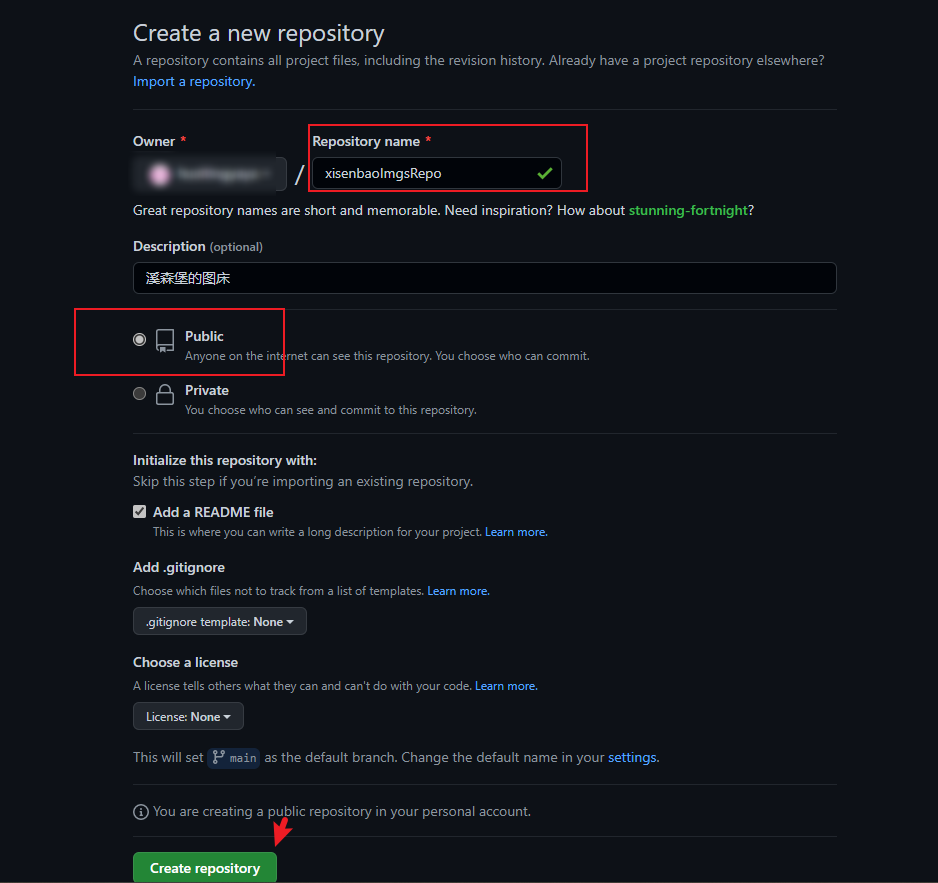 Create a new repository
A repository contains all project files, including the revision history. Already have a project repository elsewhere?
Import a repository.
Owner *
Repository name *
/
xisenbaoImgsRepo
Great repository names are short and memorable. Need inspiration? How about stunning-fortnight?
Description (optional)
溪森堡的图床
Public
Anyone on the internet can see this repository. You choose who can commit.
Private
You choose who can see and commit to this repository.
Initialize this repository with:
Skip this step if you're importing an existing repository.
Add a README file
This is where you can write a long description for your project. Learn more.
Add .gitignore
Choose which files not to track from a list of templates. Learn more.
.gitignore template: None
Choose a license
A license tells others what they can and can't do with your code. Learn more.
License: None
This will set main as the default branch. Change the default name in your settings.
You are creating a public repository in your personal account.
Create repository